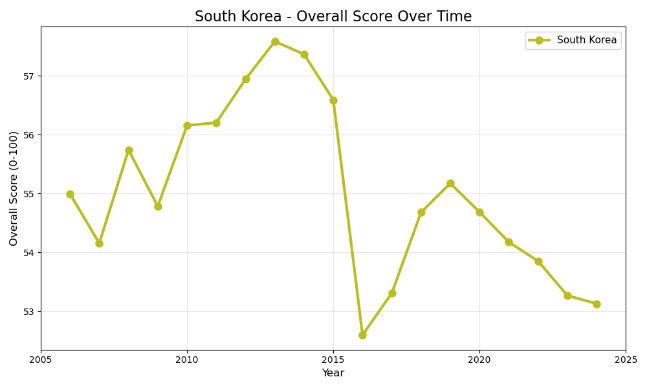 South Korea - Overall Score Over Time
South Korea
57
56
55
54
53
Overall Score (0-100)
2005 2010 2015 2020 2025
Year